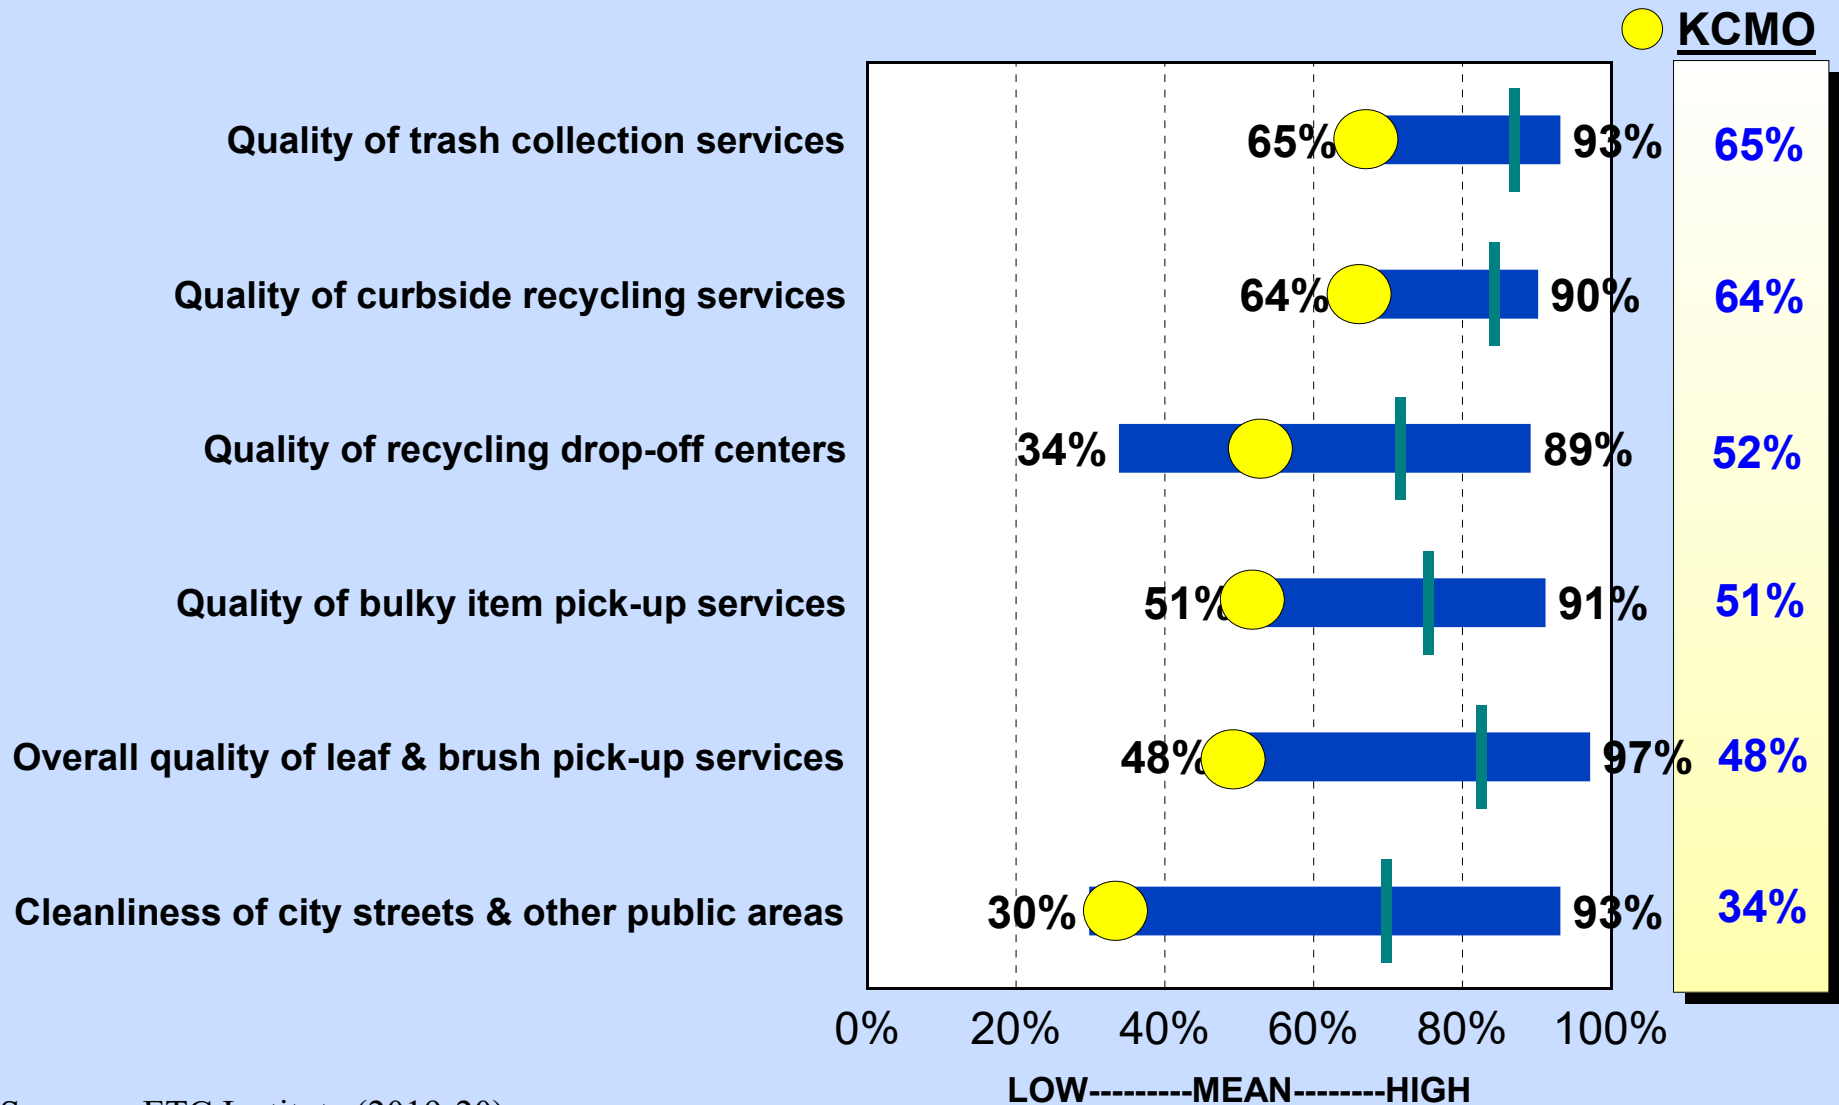 KCMO
Quality of trash collection services 65% 93% 65%
Quality of curbside recycling services 64% 90% 64%
Quality of recycling drop-off centers 34% 89% 52%
Quality of bulky item pick-up services 51% 91% 51%
Overall quality of leaf & brush pick-up services 48% 97% 48%
Cleanliness of city streets & other public areas 30% 93% 34%
0% 20% 40% 60% 80% 100%
LOW---------MEAN--------HIGH